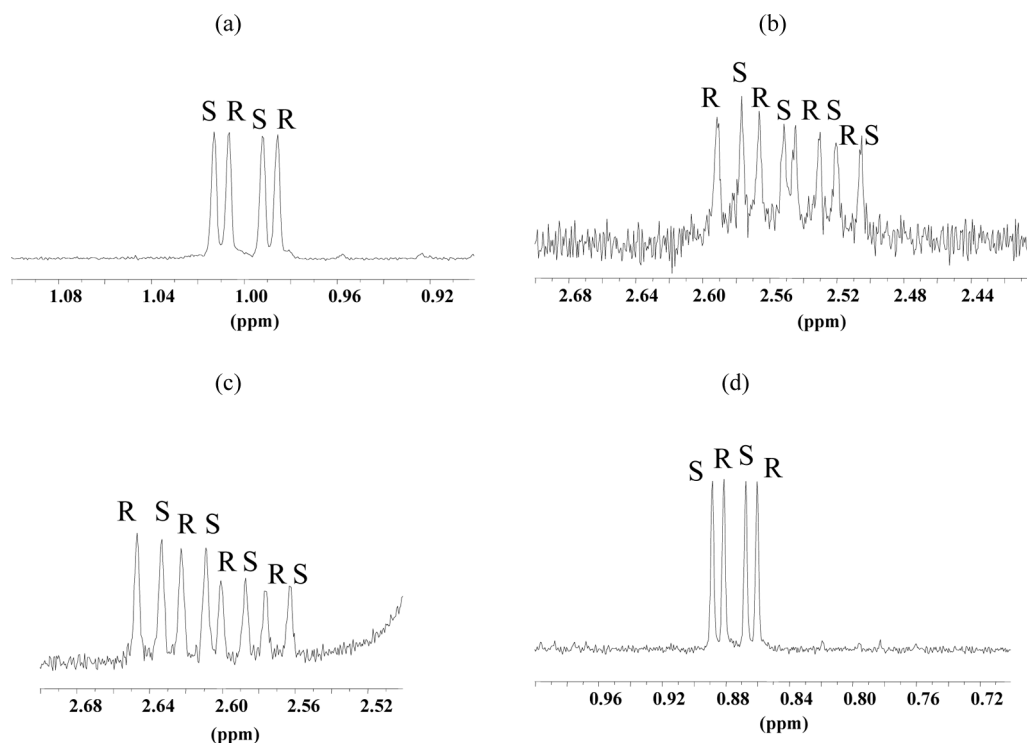 (a)
S R S R
1.08 1.04 1.00 0.96 0.92
(ppm)
(b)
S
R R S R S
R S
2.68 2.64 2.60 2.56 2.52 2.48 2.44
(ppm)
(c)
R S R S
R S R S
2.68 2.64 2.60 2.56 2.52
(ppm)
(d)
S R S R
0.96 0.92 0.88 0.84 0.80 0.76 0.72
(ppm)